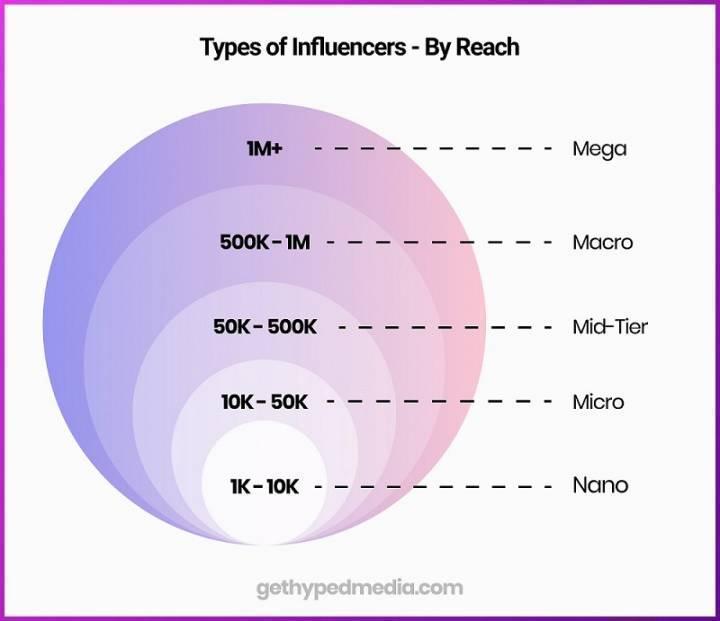 Types of Influencers - By Reach
1M+ Mega
500K - 1M Macro
50K - 500K Mid-Tier
10K - 50K Micro
1K - 10K Nano
gethypedmedia.com